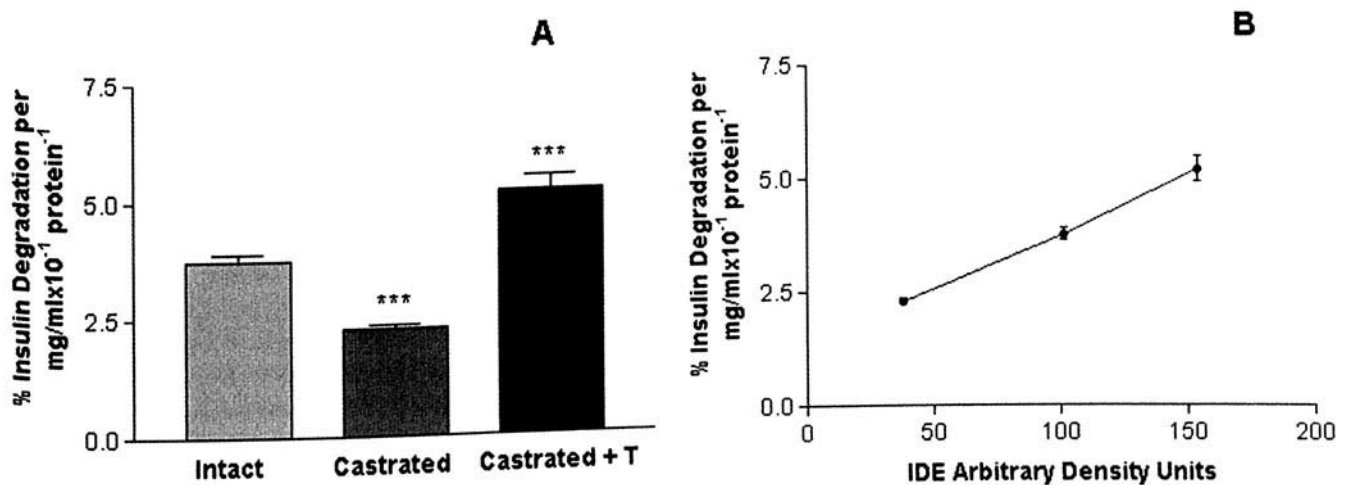 A
% Insulin Degradation per
mg/mlx10⁻¹ protein⁻¹
7.5
5.0
2.5
0.0
***
***
Intact
Castrated
Castrated + T
B
% Insulin Degradation per
mg/mlx10⁻¹ protein⁻¹
7.5
5.0
2.5
0.0
0
50
100
150
200
IDE Arbitrary Density Units